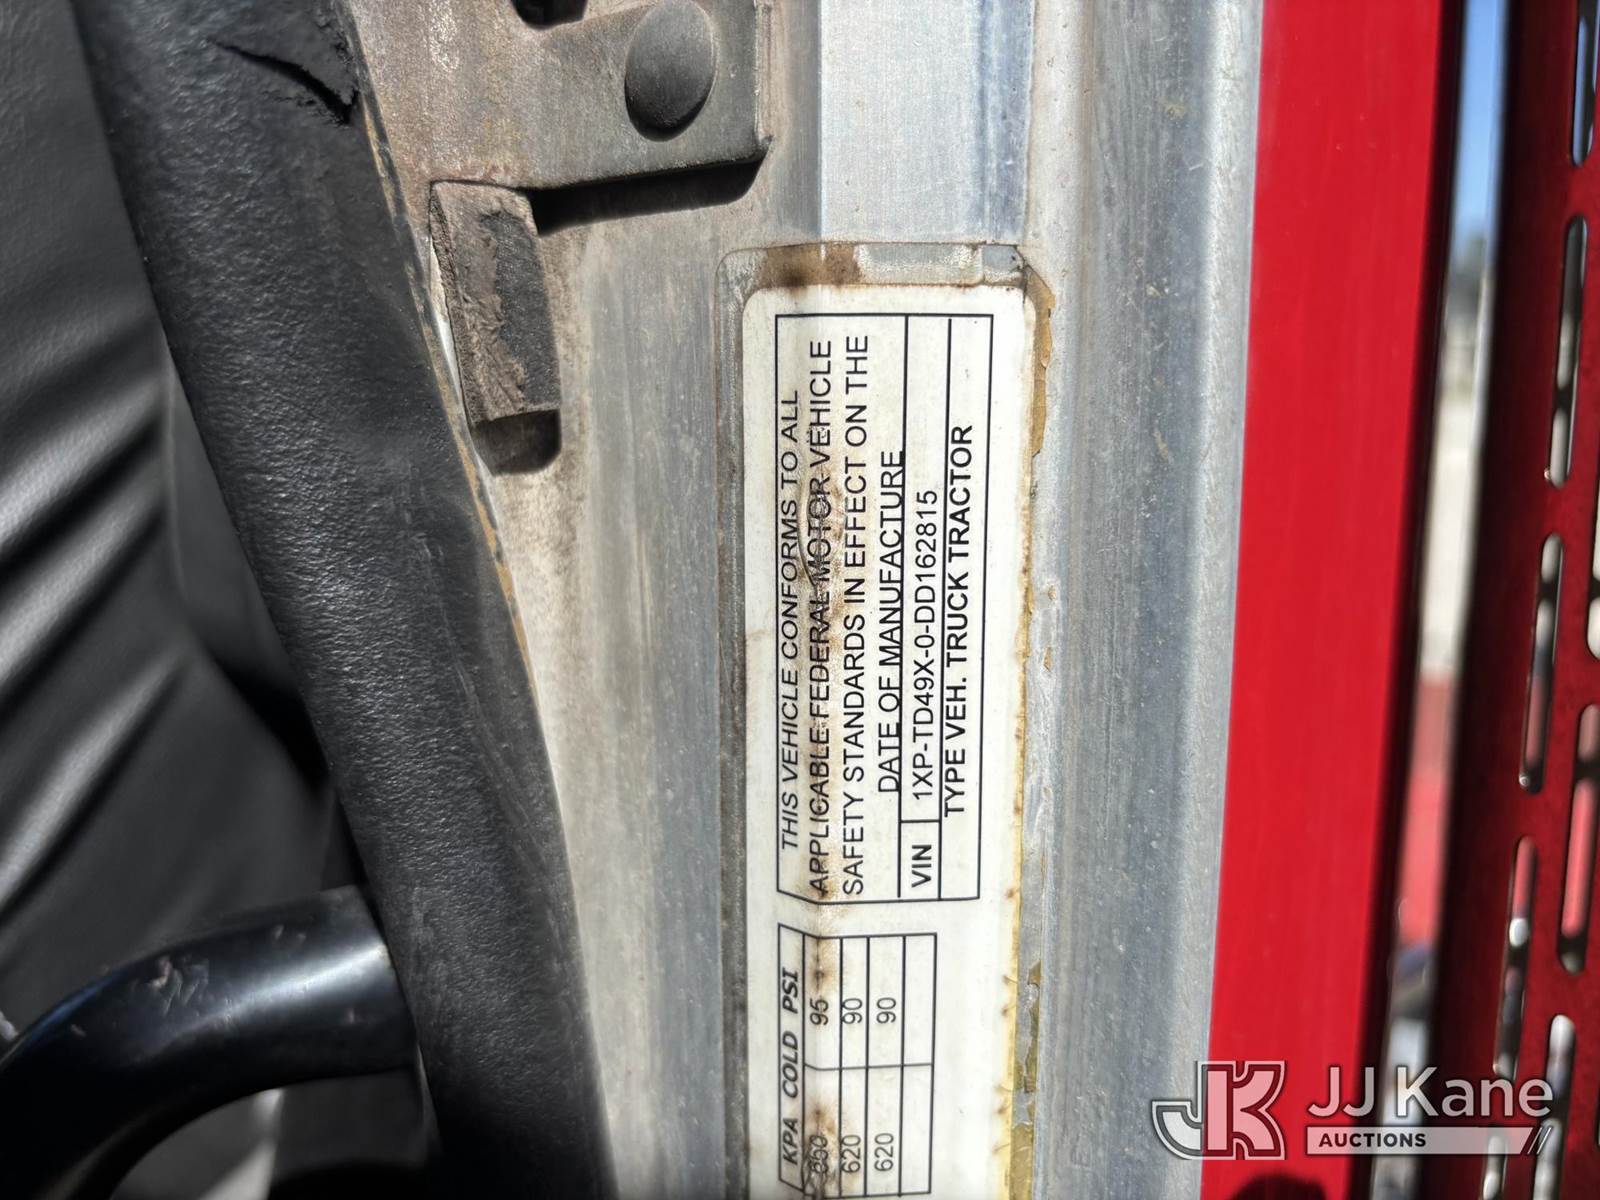 KPA COLD PSI
95
620 90
620 90
THIS VEHICLE CONFORMS TO ALL
APPLICABLE FEDERAL MOTOR VEHICLE
SAFETY STANDARDS IN EFFECT ON THE
DATE OF MANUFACTURE
VIN 1XP-TD49X-0-DD162815
TYPE VEH. TRUCK TRACTOR
JK JJ Kane
AUCTIONS